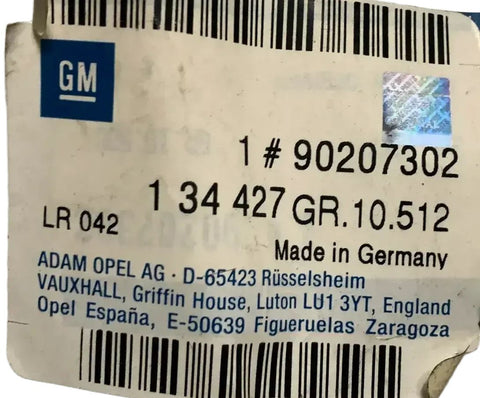 GM
1 # 90207302
1 34 427 GR.10.512
LR 042
Made in Germany
ADAM OPEL AG · D-65423 Rüsselsheim
VAUXHALL, Griffin House, Luton LU1 3YT, England
Opel España, E-50639 Figueruelas Zaragoza